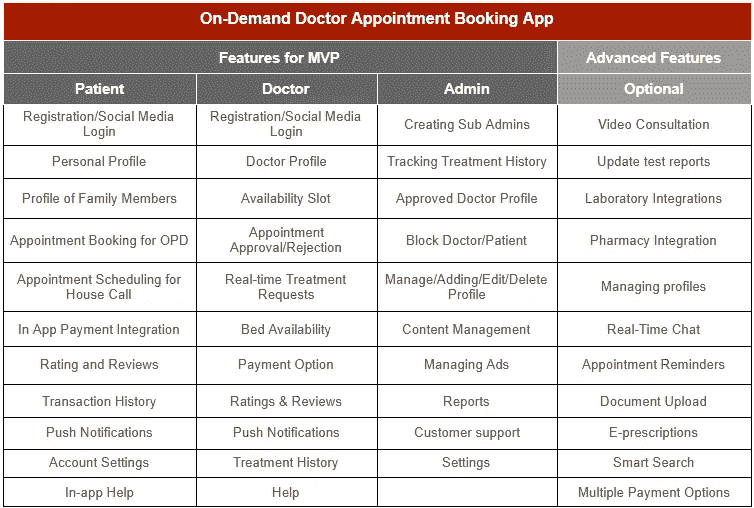 On-Demand Doctor Appointment Booking App
Features for MVP Advanced Features
Patient Doctor Admin Optional
Registration/Social Media Login Registration/Social Media Login Creating Sub Admins Video Consultation
Personal Profile Doctor Profile Tracking Treatment History Update test reports
Profile of Family Members Availability Slot Approved Doctor Profile Laboratory Integrations
Appointment Booking for OPD Appointment Approval/Rejection Block Doctor/Patient Pharmacy Integration
Appointment Scheduling for House Call Real-time Treatment Requests Manage/Adding/Edit/Delete Profile Managing profiles
In App Payment Integration Bed Availability Content Management Real-Time Chat
Rating and Reviews Payment Option Managing Ads Appointment Reminders
Transaction History Ratings & Reviews Reports Document Upload
Push Notifications Push Notifications Customer support E-prescriptions
Account Settings Treatment History Settings Smart Search
In-app Help Help Multiple Payment Options